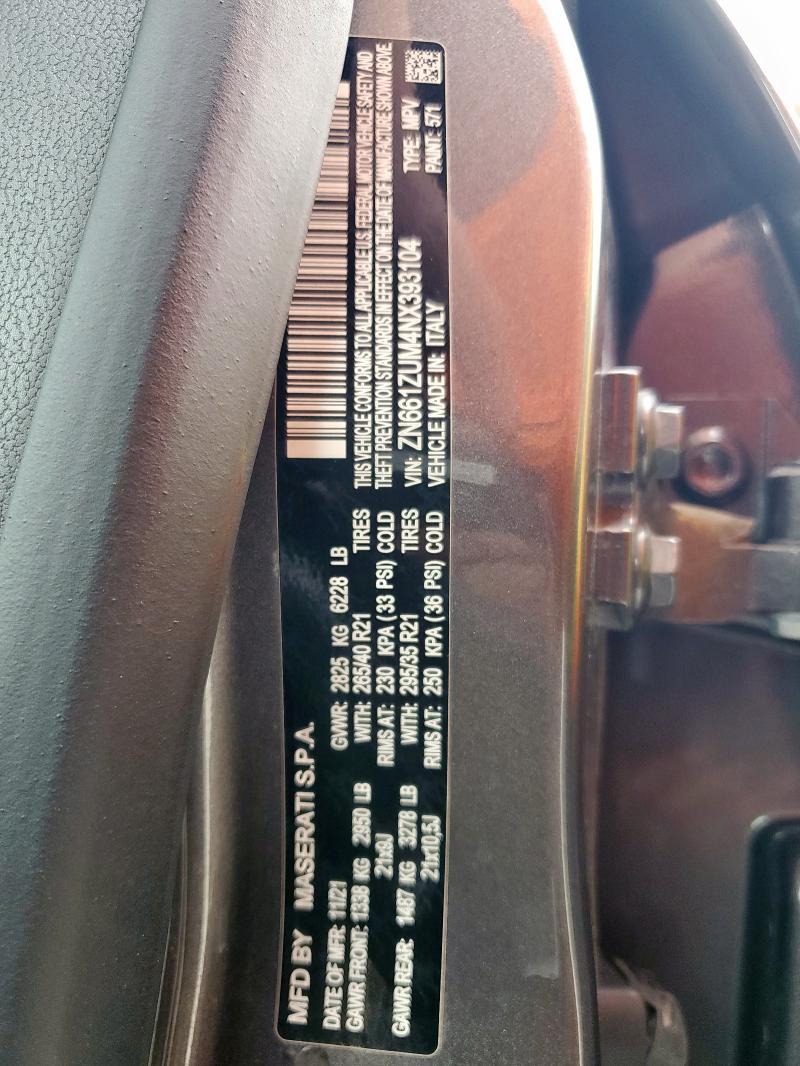 MFD BY MASERATI S.P.A.
DATE OF MFR: 11/21 GVWR: 2825 KG 6228 LB
GAWR FRONT: 1338 KG 2950 LB WITH: 265/40 R21 TIRES
21x9J RIMS AT: 230 KPA (33 PSI) COLD
GAWR REAR: 1487 KG 3278 LB WITH: 295/35 R21 TIRES
21x10,5J RIMS AT: 250 KPA (36 PSI) COLD
THIS VEHICLE CONFORMS TO ALL APPLICABLE U.S. FEDERAL MOTOR VEHICLE SAFETY AND
THEFT PREVENTION STANDARDS IN EFFECT ON THE DATE OF MANUFACTURE SHOWN ABOVE
VIN: ZN661ZUM4NX393104 TYPE: MPV
VEHICLE MADE IN: ITALY PAINT: 571